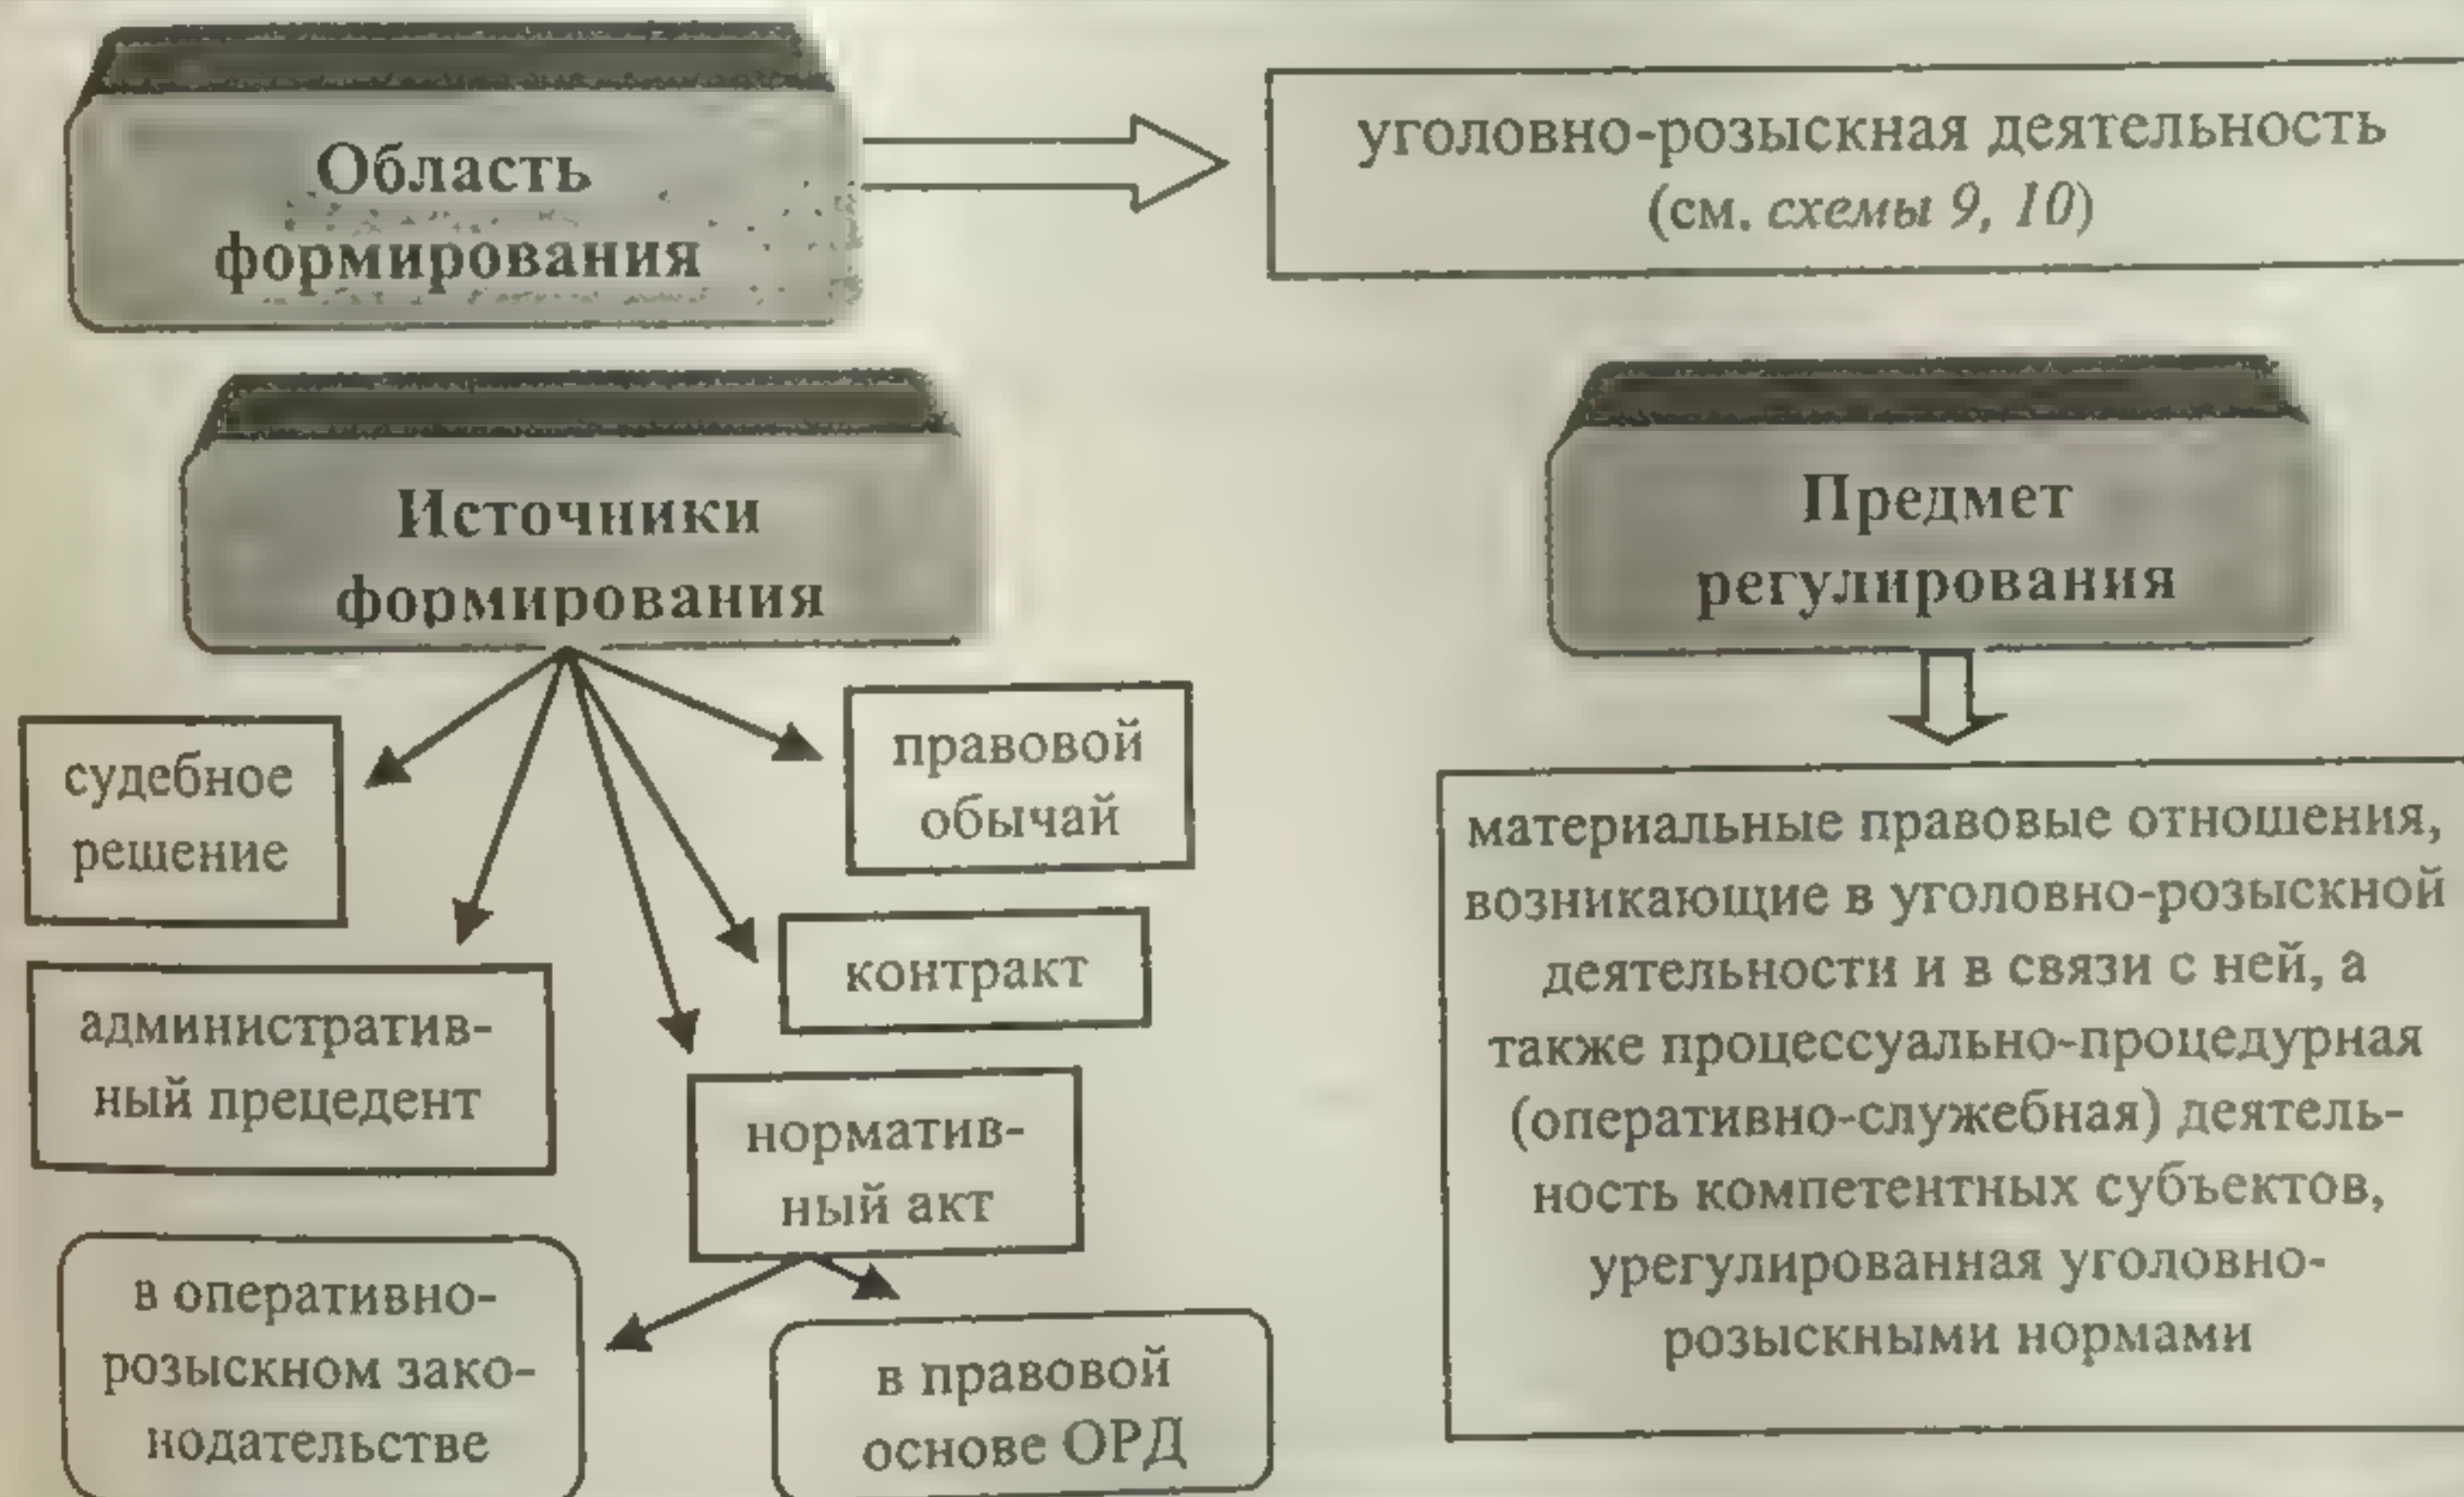 Область
формирования
уголовно-розыскная деятельность
(см. схемы 9, 10)
Источники
формирования
судебное
решение
административ-
ный прецедент
правовой
обычай
контракт
норматив-
ный акт
в оперативно-
розыскном зако-
нодательстве
в правовой
основе ОРД
Предмет
регулирования
материальные правовые отношения,
возникающие в уголовно-розыскной
деятельности и в связи с ней, а
также процессуально-процедурная
(оперативно-служебная) деятель-
ность компетентных субъектов,
урегулированная уголовно-
розыскными нормами